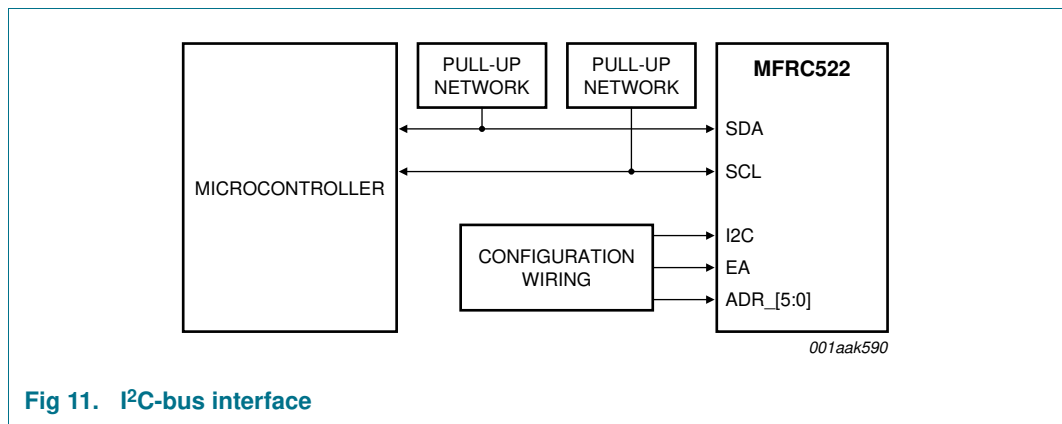 PULL-UP
NETWORK
PULL-UP
NETWORK
MFRC522
SDA
SCL
MICROCONTROLLER
I2C
CONFIGURATION
WIRING
EA
ADR_[5:0]
001aak590
Fig 11. I²C-bus interface